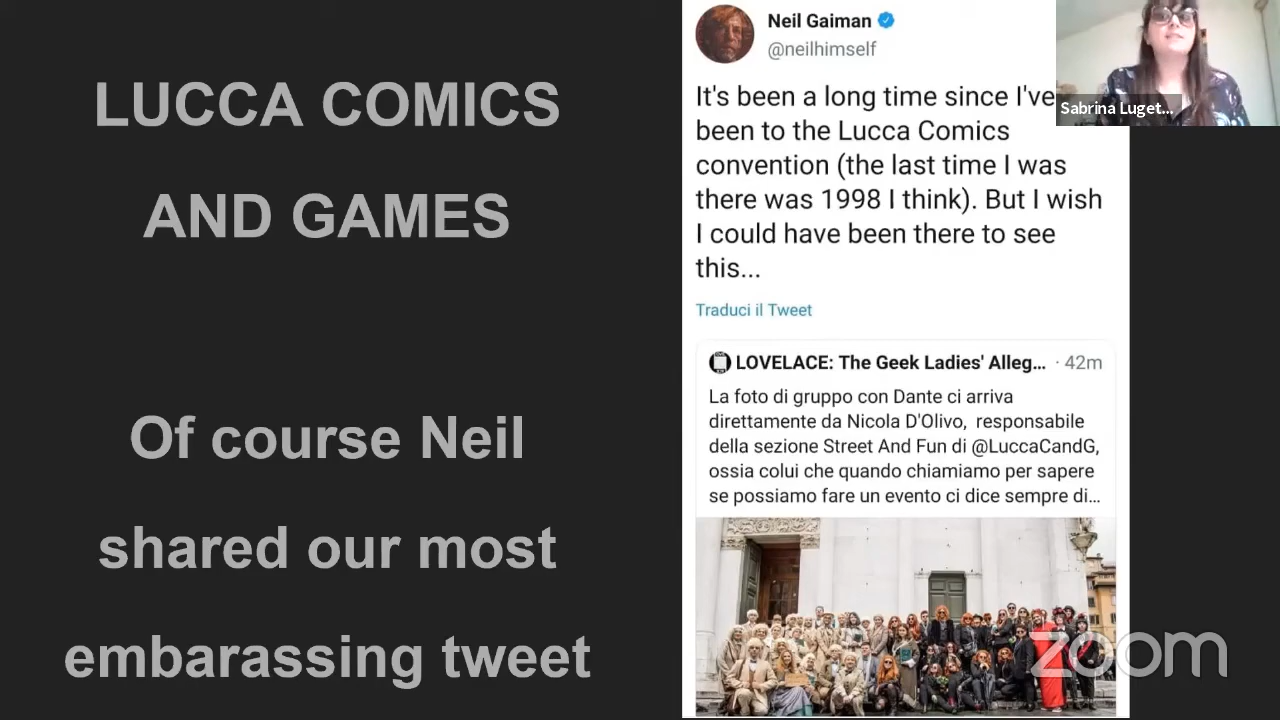 LUCCA COMICS
AND GAMES
Of course Neil
shared our most
embarassing tweet
Neil Gaiman
@neilhimself
It's been a long time since I've
been to the Lucca Comics
convention (the last time I was
there was 1998 I think). But I wish
I could have been there to see
this...
Traduci il Tweet
LOVELACE: The Geek Ladies' Alleg... · 42m
La foto di gruppo con Dante ci arriva
direttamente da Nicola D'Olivo, responsabile
della sezione Street And Fun di @LuccaCandG,
ossia colui che quando chiamiamo per sapere
se possiamo fare un evento ci dice sempre di...
Sabrina Luget...
zoom